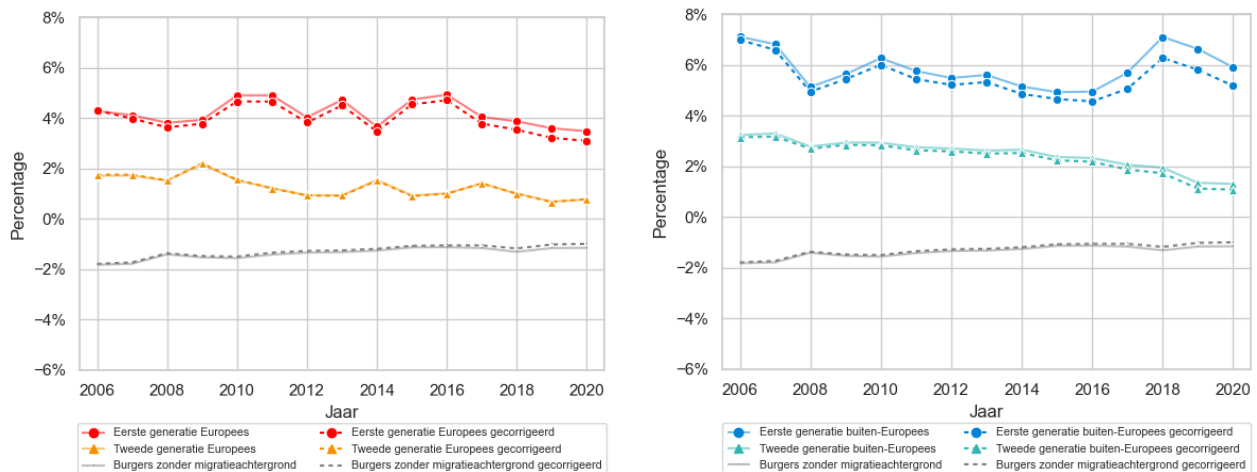 8%
6%
4%
2%
0%
−2%
−4%
−6%
Percentage
2006 2008 2010 2012 2014 2016 2018 2020
Jaar
Eerste generatie Europees Eerste generatie Europees gecorrigeerd
Tweede generatie Europees Tweede generatie Europees gecorrigeerd
Burgers zonder migratieachtergrond Burgers zonder migratieachtergrond gecorrigeerd
8%
6%
4%
2%
0%
−2%
−4%
−6%
Percentage
2006 2008 2010 2012 2014 2016 2018 2020
Jaar
Eerste generatie buiten-Europees Eerste generatie buiten-Europees gecorrigeerd
Tweede generatie buiten-Europees Tweede generatie buiten-Europees gecorrigeerd
Burgers zonder migratieachtergrond Burgers zonder migratieachtergrond gecorrigeerd